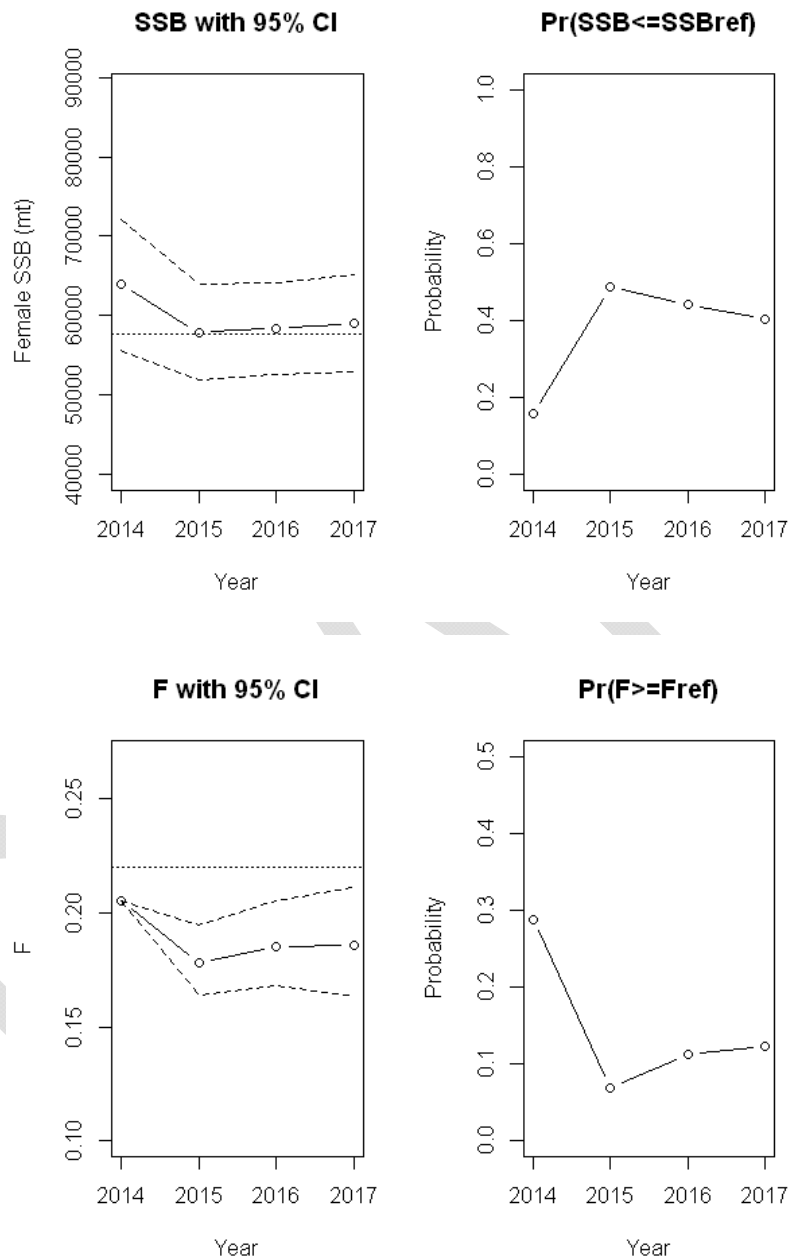 SSB with 95% CI
Female SSB (mt)
90000
80000
70000
60000
50000
40000
2014 2015 2016 2017
Year
Pr(SSB<=SSBref)
Probability
1.0
0.8
0.6
0.4
0.2
0.0
2014 2015 2016 2017
Year
F with 95% CI
F
0.25
0.20
0.15
0.10
2014 2015 2016 2017
Year
Pr(F>=Fref)
Probability
0.5
0.4
0.3
0.2
0.1
0.0
2014 2015 2016 2017
Year